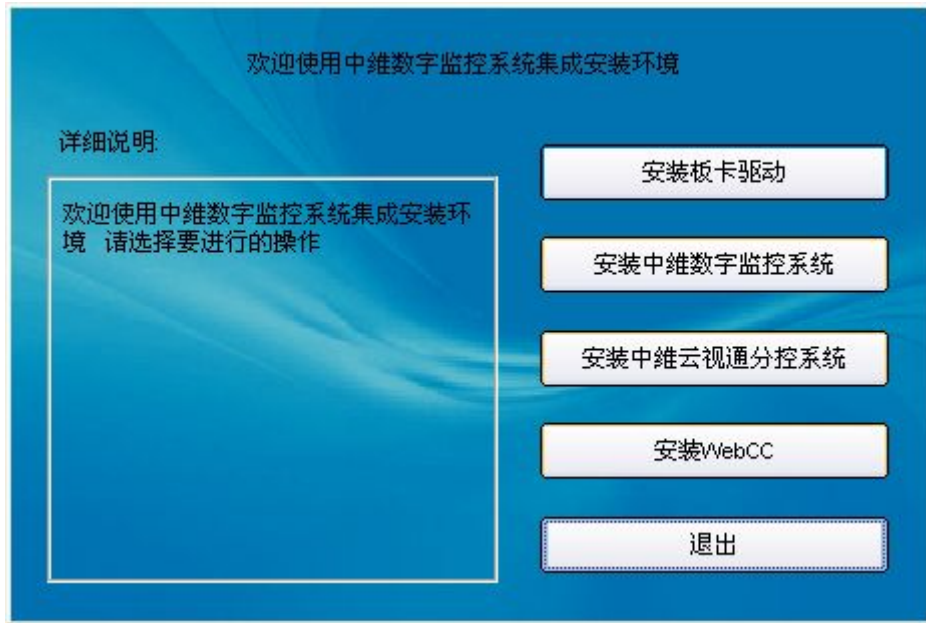 欢迎使用中维数字监控系统集成安装环境
详细说明:
欢迎使用中维数字监控系统集成安装环
境 请选择要进行的操作
安装板卡驱动
安装中维数字监控系统
安装中维云视通分控系统
安装WebCC
退出